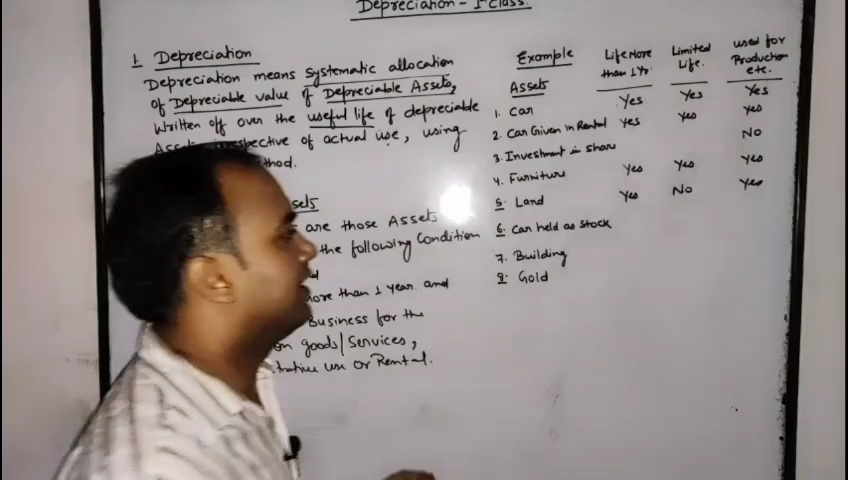 Depreciation - 1st class.
1. Depreciation
Depreciation means systematic allocation
of Depreciable value of Depreciable Assets,
written off over the useful life of depreciable
of actual use, using
thod.
sets
are those Assets
the following Condition
more than 1 year. and
Business for the
on goods/services,
use or Rental.
Example Life More than 1 Yr. Limited Life. used for Production etc.
Assets
1. Car Yes Yes Yes
2. Car Given in Rental Yes Yes Yes
3. Investment in share NO
4. Furniture Yes Yes Yes
5. Land Yes No Yes
6. Car held as stock
7. Building
8. Gold